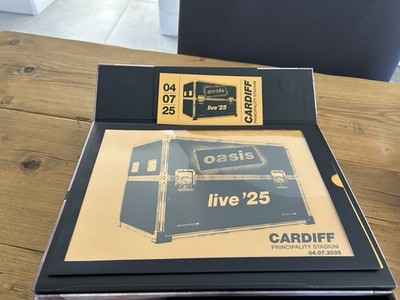 04
07
25
oasis
live '25
CARDIFF
PRINCIPALITY STADIUM
oasis
live '25
CARDIFF
PRINCIPALITY STADIUM
04.07.2025